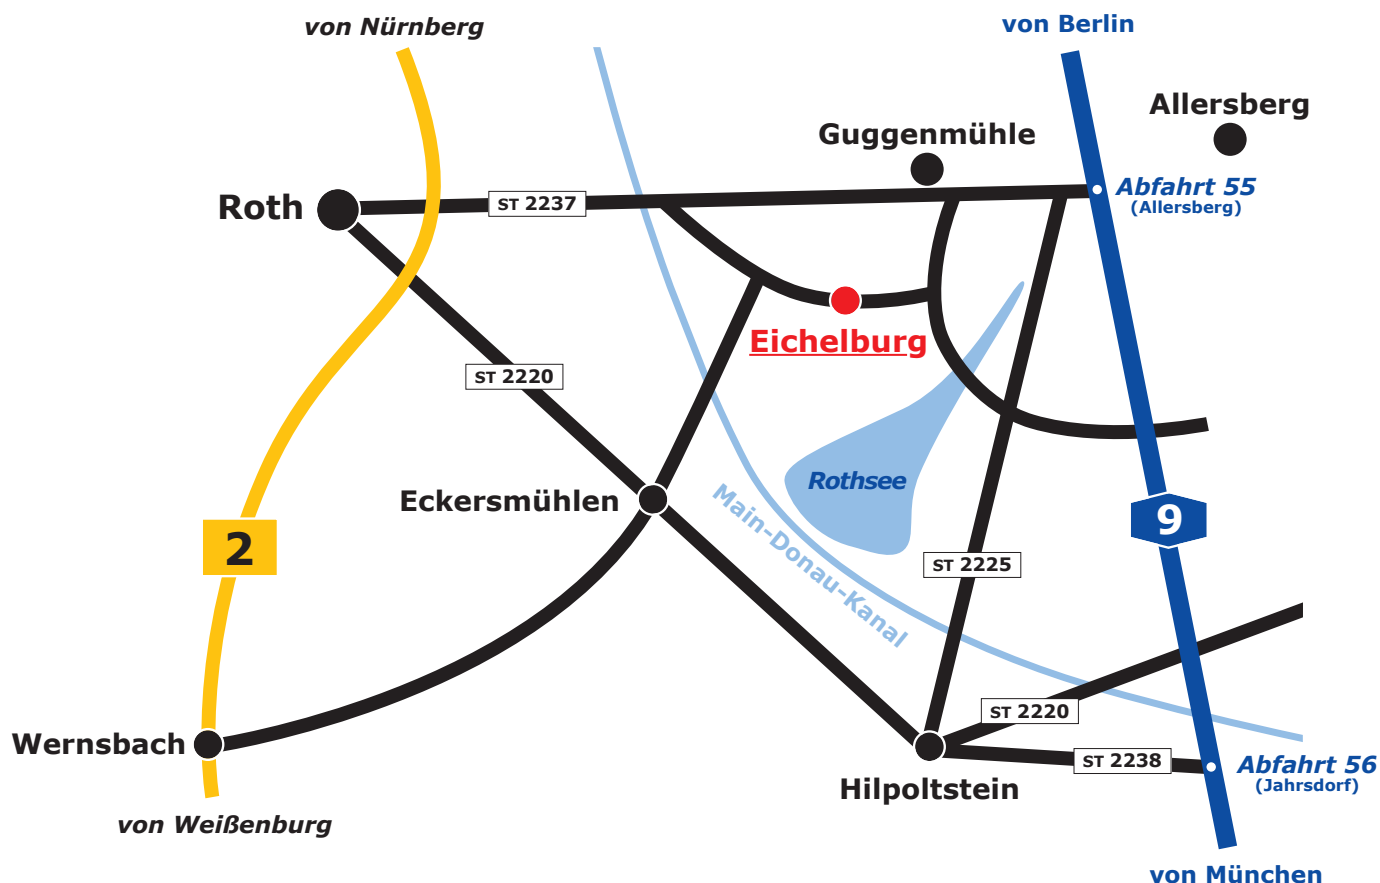 von Nürnberg
von Berlin
Allersberg
Guggenmühle
Abfahrt 55
(Allersberg)
Roth
ST 2237
Eichelburg
ST 2220
Rothsee
Eckersmühlen
Main-Donau-Kanal
9
2
ST 2225
ST 2220
Wernsbach
ST 2238
Abfahrt 56
(Jahrsdorf)
Hilpoltstein
von Weißenburg
von München